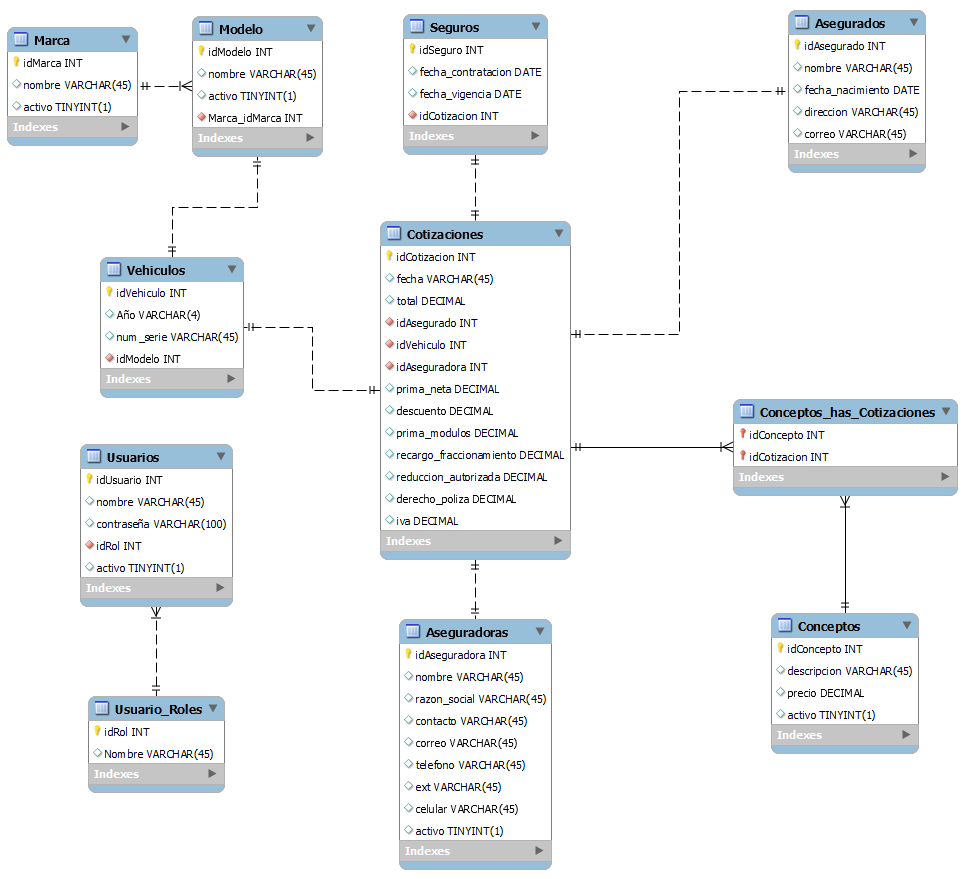 Marca
idMarca INT
nombre VARCHAR(45)
activo TINYINT(1)
Indexes
Modelo
idModelo INT
nombre VARCHAR(45)
activo TINYINT(1)
Marca_idMarca INT
Indexes
Seguros
idSeguro INT
fecha_contratacion DATE
fecha_vigencia DATE
idCotizacion INT
Indexes
Asegurados
idAsegurado INT
nombre VARCHAR(45)
fecha_nacimiento DATE
direccion VARCHAR(45)
correo VARCHAR(45)
Indexes
Vehiculos
idVehiculo INT
Año VARCHAR(4)
num_serie VARCHAR(45)
idModelo INT
Indexes
Cotizaciones
idCotizacion INT
fecha VARCHAR(45)
total DECIMAL
idAsegurado INT
idVehiculo INT
idAseguradora INT
prima_neta DECIMAL
descuento DECIMAL
prima_modulos DECIMAL
recargo_fraccionamiento DECIMAL
reduccion_autorizada DECIMAL
derecho_poliza DECIMAL
iva DECIMAL
Indexes
Conceptos_has_Cotizaciones
idConcepto INT
idCotizacion INT
Indexes
Usuarios
idUsuario INT
nombre VARCHAR(45)
contraseña VARCHAR(100)
idRol INT
activo TINYINT(1)
Indexes
Usuario_Roles
idRol INT
Nombre VARCHAR(45)
Indexes
Aseguradoras
idAseguradora INT
nombre VARCHAR(45)
razon_social VARCHAR(45)
contacto VARCHAR(45)
correo VARCHAR(45)
telefono VARCHAR(45)
ext VARCHAR(45)
celular VARCHAR(45)
activo TINYINT(1)
Indexes
Conceptos
idConcepto INT
descripcion VARCHAR(45)
precio DECIMAL
activo TINYINT(1)
Indexes